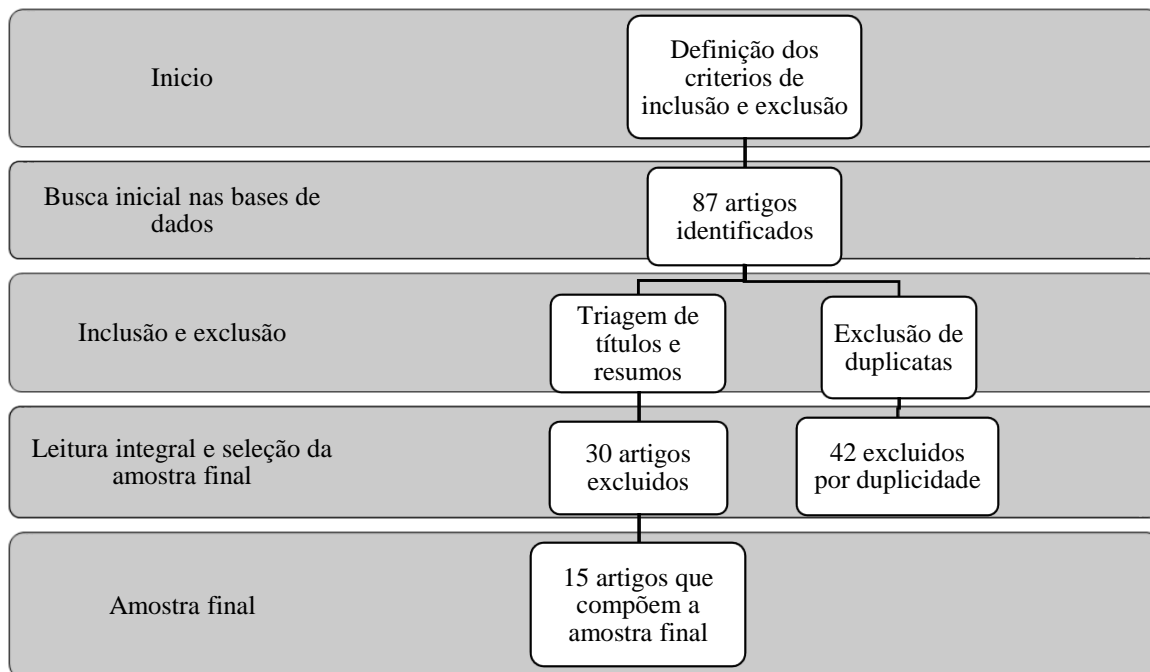 Inicio
Definição dos
criterios de
inclusão e exclusão
Busca inicial nas bases de
dados
87 artigos
identificados
Inclusão e exclusão
Triagem de
títulos e
resumos
Exclusão de
duplicatas
Leitura integral e seleção da
amostra final
30 artigos
excluidos
42 excluidos
por duplicidade
Amostra final
15 artigos que
compõem a
amostra final